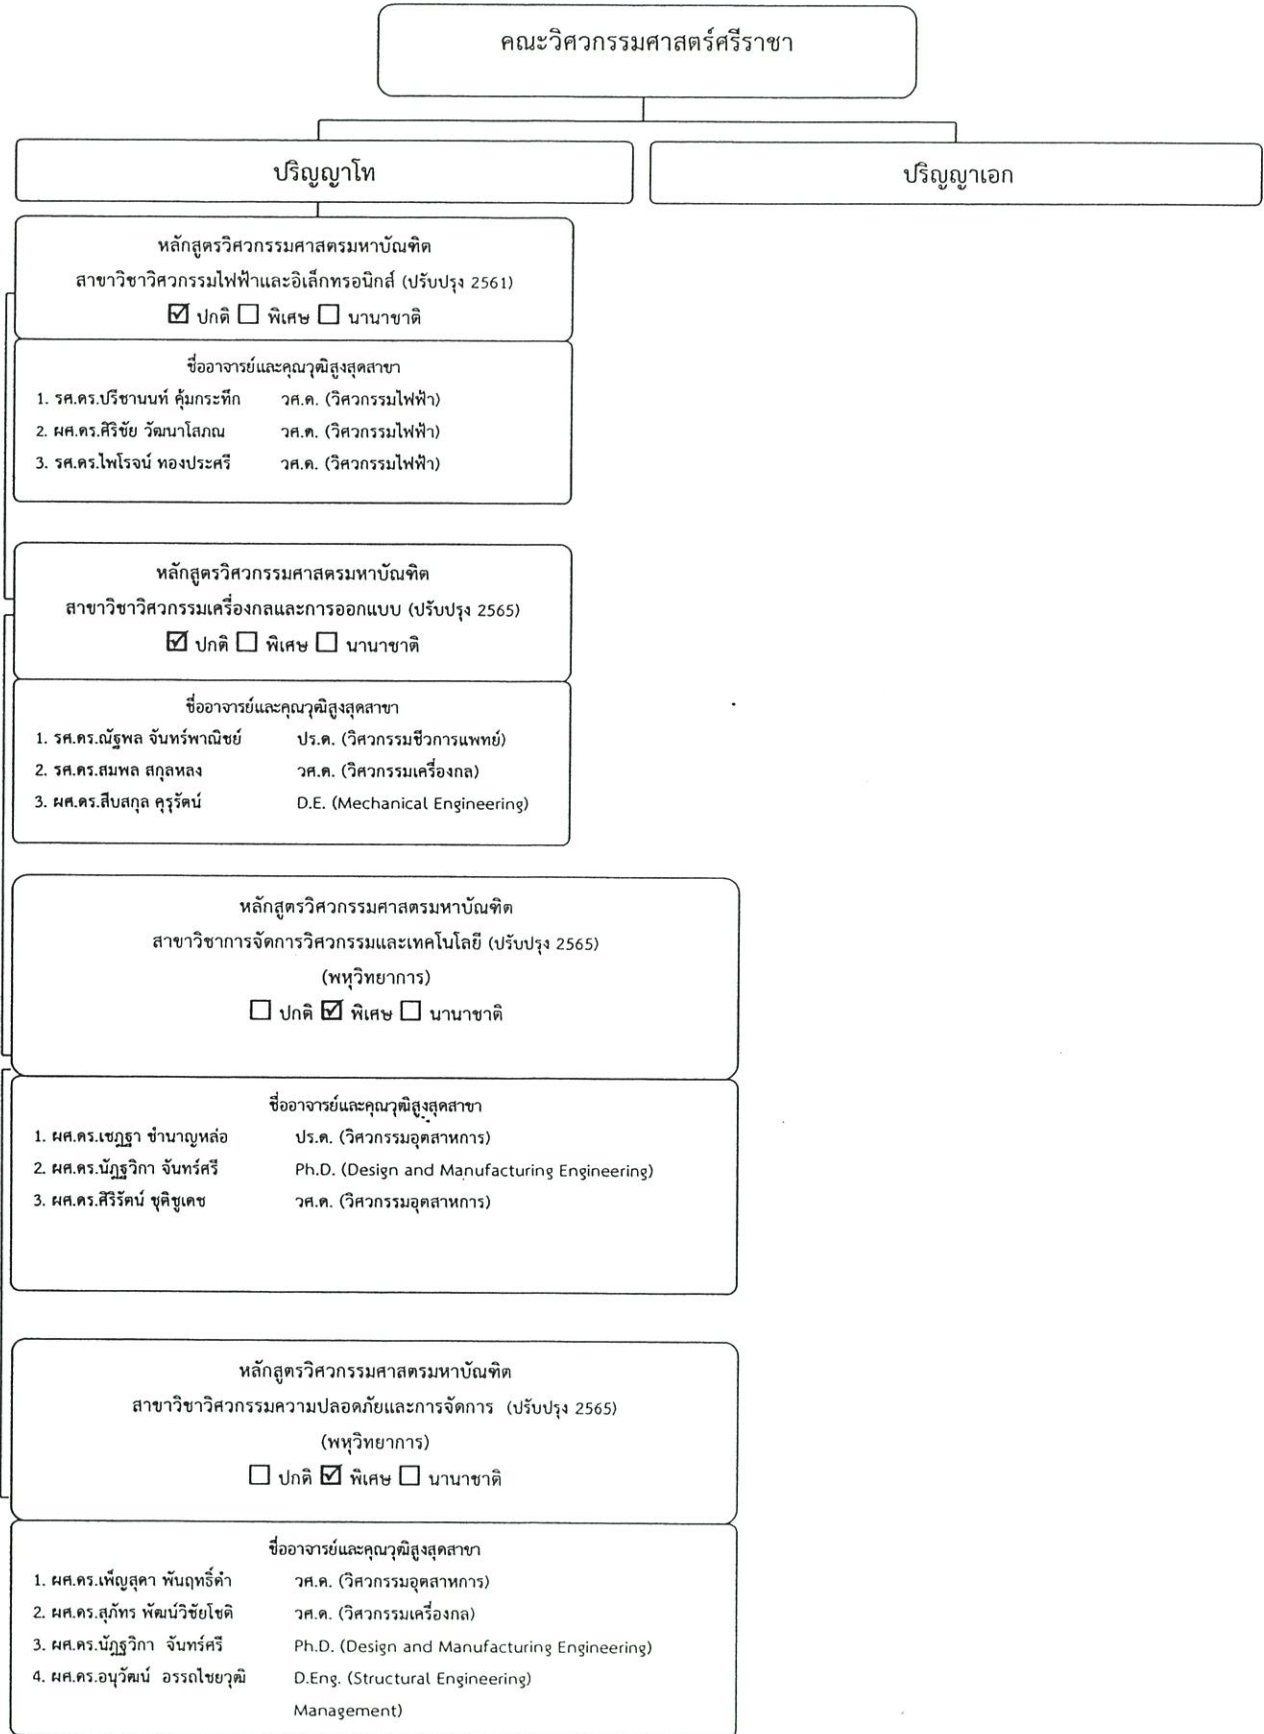 คณะวิศวกรรมศาสตร์ศรีราชา
ปริญญาโท
ปริญญาเอก
หลักสูตรวิศวกรรมศาสตรมหาบัณฑิต
สาขาวิชาวิศวกรรมไฟฟ้าและอิเล็กทรอนิกส์ (ปรับปรุง 2561)
☑ ปกติ ☐ พิเศษ ☐ นานาชาติ
ชื่ออาจารย์และคุณวุฒิสูงสุดสาขา
1. รศ.ดร.ปรีชานนท์ คุ้มกระทึก วศ.ด. (วิศวกรรมไฟฟ้า)
2. ผศ.ดร.ศิริชัย วัฒนาโสภณ วศ.ด. (วิศวกรรมไฟฟ้า)
3. รศ.ดร.ไพโรจน์ ทองประศรี วศ.ด. (วิศวกรรมไฟฟ้า)
หลักสูตรวิศวกรรมศาสตรมหาบัณฑิต
สาขาวิชาวิศวกรรมเครื่องกลและการออกแบบ (ปรับปรุง 2565)
☑ ปกติ ☐ พิเศษ ☐ นานาชาติ
ชื่ออาจารย์และคุณวุฒิสูงสุดสาขา
1. รศ.ดร.ณัฐพล จันทร์พาณิชย์ ปร.ด. (วิศวกรรมชีวการแพทย์)
2. รศ.ดร.สมพล สกุลหลง วศ.ด. (วิศวกรรมเครื่องกล)
3. ผศ.ดร.สืบสกุล คุรุรัตน์ D.E. (Mechanical Engineering)
หลักสูตรวิศวกรรมศาสตรมหาบัณฑิต
สาขาวิชาการจัดการวิศวกรรมและเทคโนโลยี (ปรับปรุง 2565)
(พหุวิทยาการ)
☐ ปกติ ☑ พิเศษ ☐ นานาชาติ
ชื่ออาจารย์และคุณวุฒิสูงสุดสาขา
1. ผศ.ดร.เชฏฐา ชำนาญหล่อ ปร.ด. (วิศวกรรมอุตสาหการ)
2. ผศ.ดร.นัฏฐวิกา จันทร์ศรี Ph.D. (Design and Manufacturing Engineering)
3. ผศ.ดร.ศิริรัตน์ ชุติชูเดช วศ.ด. (วิศวกรรมอุตสาหการ)
หลักสูตรวิศวกรรมศาสตรมหาบัณฑิต
สาขาวิชาวิศวกรรมความปลอดภัยและการจัดการ (ปรับปรุง 2565)
(พหุวิทยาการ)
☐ ปกติ ☑ พิเศษ ☐ นานาชาติ
ชื่ออาจารย์และคุณวุฒิสูงสุดสาขา
1. ผศ.ดร.เพ็ญสุดา พันฤทธิ์ดำ วศ.ด. (วิศวกรรมอุตสาหการ)
2. ผศ.ดร.สุภัทร พัฒน์วิชัยโชติ วศ.ด. (วิศวกรรมเครื่องกล)
3. ผศ.ดร.นัฏฐวิกา จันทร์ศรี Ph.D. (Design and Manufacturing Engineering)
4. ผศ.ดร.อนุวัฒน์ อรรถไชยวุฒิ D.Eng. (Structural Engineering)
Management)